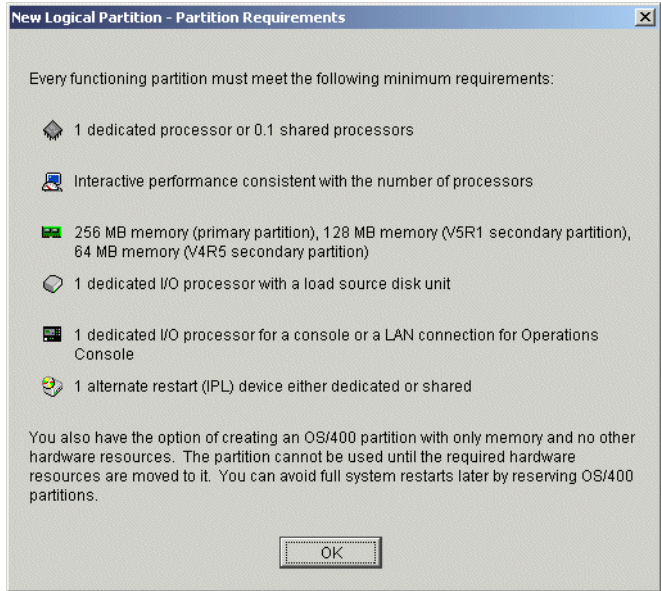 New Logical Partition - Partition Requirements
Every functioning partition must meet the following minimum requirements:
1 dedicated processor or 0.1 shared processors
Interactive performance consistent with the number of processors
256 MB memory (primary partition), 128 MB memory (V5R1 secondary partition),
64 MB memory (V4R5 secondary partition)
1 dedicated I/O processor with a load source disk unit
1 dedicated I/O processor for a console or a LAN connection for Operations
Console
1 alternate restart (IPL) device either dedicated or shared
You also have the option of creating an OS/400 partition with only memory and no other
hardware resources. The partition cannot be used until the required hardware
resources are moved to it. You can avoid full system restarts later by reserving OS/400
partitions.
OK